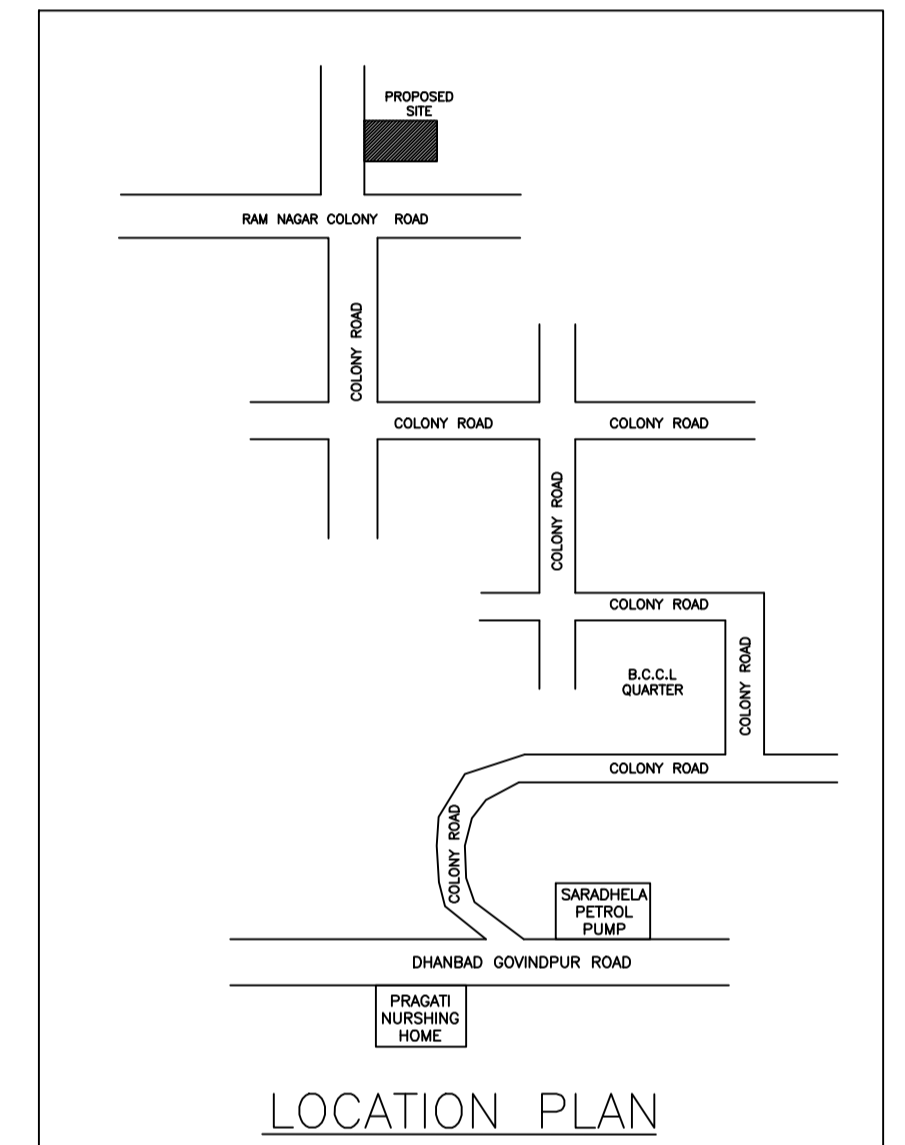 PROPOSED
SITE
RAM NAGAR COLONY ROAD
COLONY ROAD
COLONY ROAD
COLONY ROAD
COLONY ROAD
COLONY ROAD
COLONY ROAD
B.C.C.L
QUARTER
COLONY ROAD
COLONY ROAD
SARADHELA
PETROL
PUMP
DHANBAD GOVINDPUR ROAD
PRAGATI
NURSHING
HOME
LOCATION PLAN